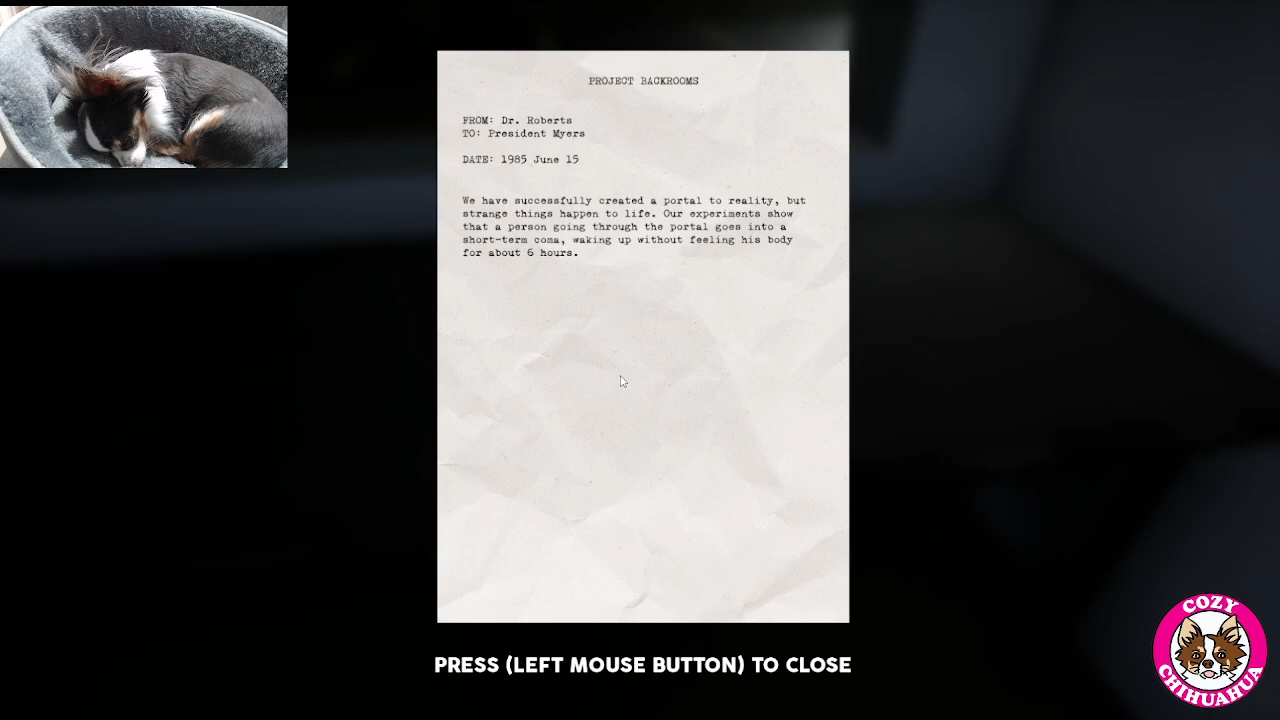 PROJECT BACKROOMS
FROM: Dr. Roberts
TO: President Myers
DATE: 1985 June 15
We have successfully created a portal to reality, but
strange things happen to life. Our experiments show
that a person going through the portal goes into a
short-term coma, waking up without feeling his body
for about 6 hours.
PRESS (LEFT MOUSE BUTTON) TO CLOSE
COZY
CHIHUAHUA